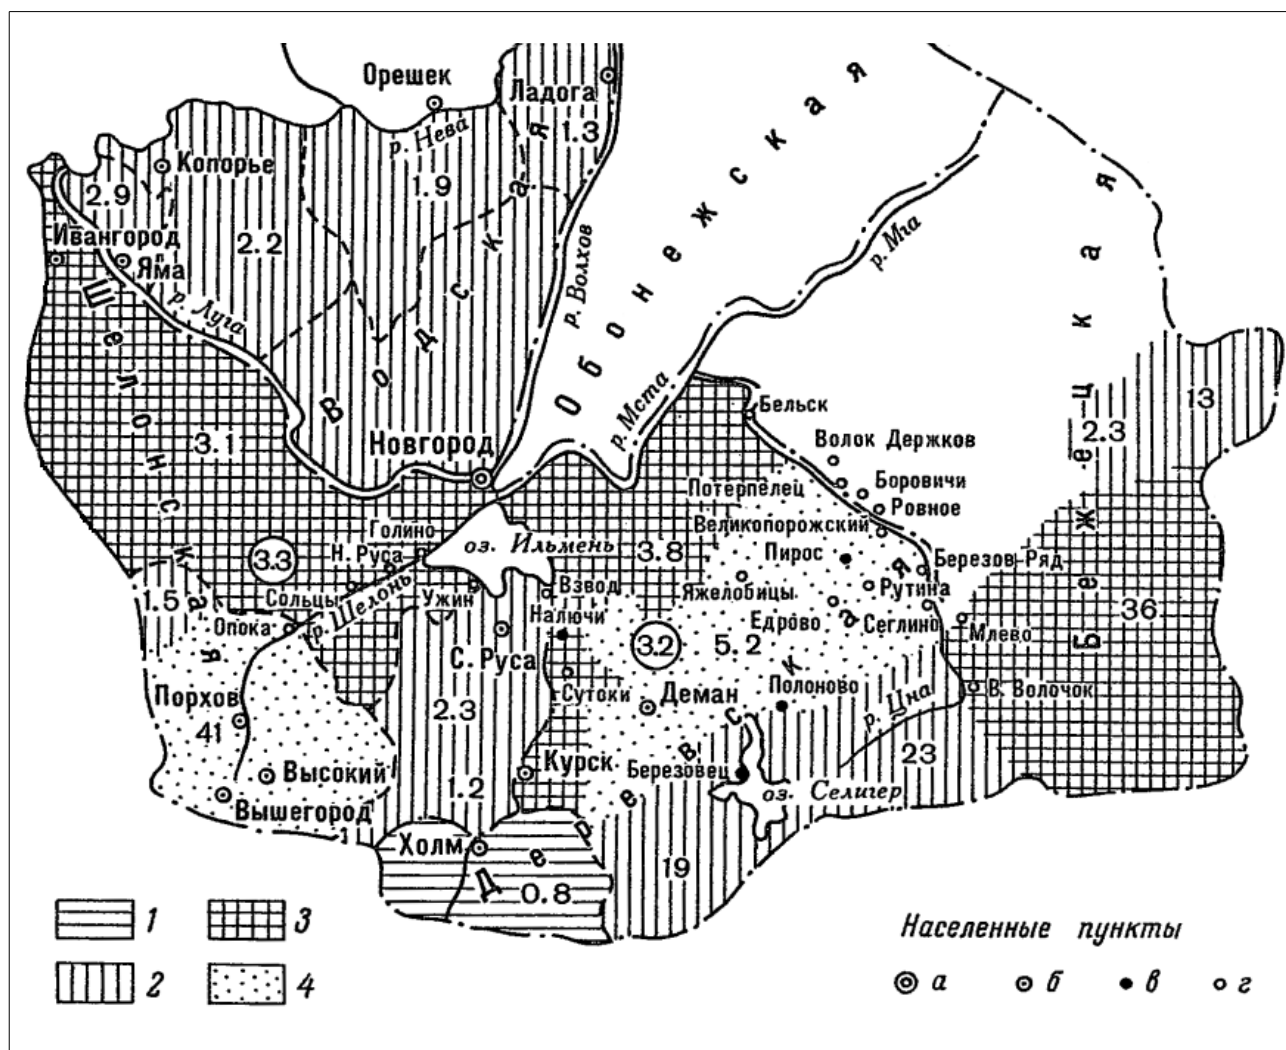 Орешек
Ладога
1.3
р. Нева
Копорье
1.9
2.9
Ивангород
2.2
Яма
р. Луга
р. Волхов
р. Мга
Водская
Обонежская
Бежецкая
Шелонская
Деревская
р. Мста
Бельск
13
2.3
3.1
Новгород
Волок Держков
Боровичи
Потерпелец
Ровное
Великопорожский
Голино
оз. Ильмень
3.8
Пирос
3.3
Н. Руса
Березов Ряд
1.5
Сольцы
р. Шелонь
Ужин
Взвод
Яжелобицы
Рутина
36
Опока
Налючи
3.2
5.2
Едрово
Сеглино
Млево
С. Руса
Сутоки
Деман
Полоново
р. Цна
В. Волочок
Порхов
41
2.3
23
Высокий
1.2
Курск
Березовец
оз. Селигер
Вышегород
Холм
19
0.8
1
3
2
4
Населенные пункты
а
б
в
г